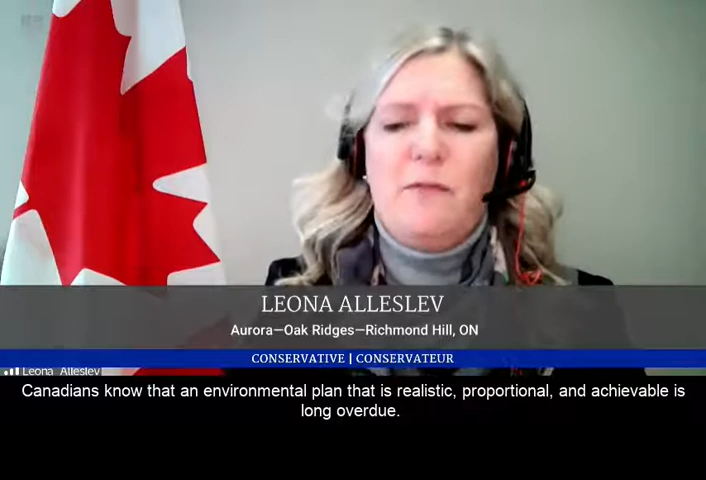 LEONA ALLESLEV
Aurora—Oak Ridges—Richmond Hill, ON
CONSERVATIVE | CONSERVATEUR
Leona Alleslev
Canadians know that an environmental plan that is realistic, proportional, and achievable is
long overdue.